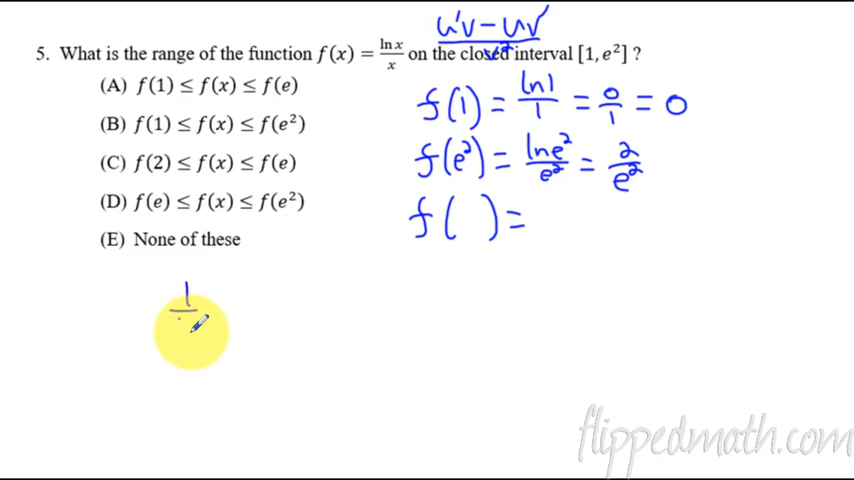 u'v - uv'
v²
5. What is the range of the function f(x) = ln x / x on the closed interval [1, e²] ?
(A) f(1) ≤ f(x) ≤ f(e)
(B) f(1) ≤ f(x) ≤ f(e²)
(C) f(2) ≤ f(x) ≤ f(e)
(D) f(e) ≤ f(x) ≤ f(e²)
(E) None of these
f(1) = ln1 / 1 = 0 / 1 = 0
f(e²) = lne² / e² = 2 / e²
f( ) =
1
flippedmath.com